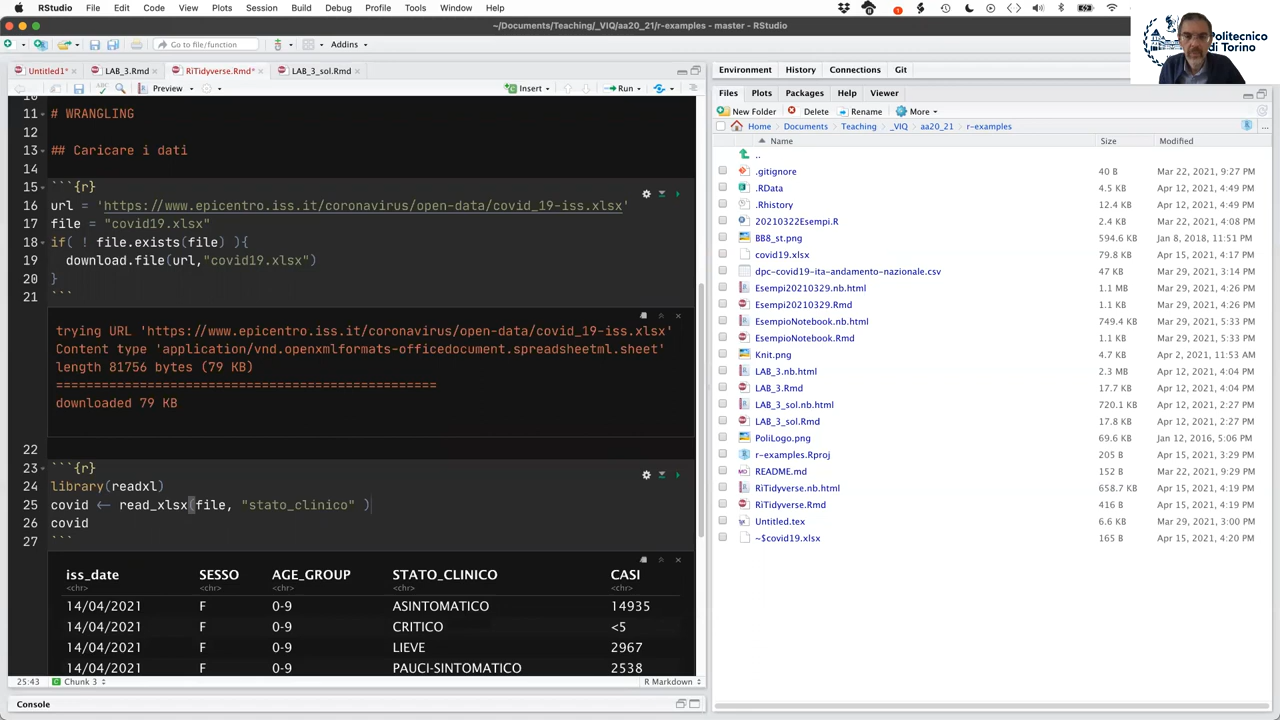 RStudio File Edit Code View Plots Session Build Debug Profile Tools Window Help
~/Documents/Teaching/_VIQ/aa20_21/r-examples - master - RStudio
Go to file/function Addins
Politecnico
di Torino
Untitled1* LAB_3.Rmd RiTidyverse.Rmd* LAB_3_sol.Rmd
Preview Insert Run
10
11 # WRANGLING
12
13 ## Caricare i dati
14
15 ```{r}
16 url = 'https://www.epicentro.iss.it/coronavirus/open-data/covid_19-iss.xlsx'
17 file = "covid19.xlsx"
18 if( ! file.exists(file) ){
19 download.file(url,"covid19.xlsx")
20 }
21 ```
trying URL 'https://www.epicentro.iss.it/coronavirus/open-data/covid_19-iss.xlsx'
Content type 'application/vnd.openxmlformats-officedocument.spreadsheetml.sheet'
length 81756 bytes (79 KB)
==================================================
downloaded 79 KB
22
23 ```{r}
24 library(readxl)
25 covid <- read_xlsx(file, "stato_clinico" )
26 covid
27 ```
iss_date SESSO AGE_GROUP STATO_CLINICO CASI
<chr> <chr> <chr> <chr> <chr>
14/04/2021 F 0-9 ASINTOMATICO 14935
14/04/2021 F 0-9 CRITICO <5
14/04/2021 F 0-9 LIEVE 2967
14/04/2021 F 0-9 PAUCI-SINTOMATICO 2538
25:43 Chunk 3 R Markdown
Console
Environment History Connections Git
Files Plots Packages Help Viewer
New Folder Delete Rename More
Home Documents Teaching _VIQ aa20_21 r-examples ...
Name Size Modified
..
.gitignore 40 B Mar 22, 2021, 9:27 PM
.RData 4.5 KB Apr 12, 2021, 4:49 PM
.Rhistory 12.4 KB Apr 12, 2021, 4:49 PM
20210322Esempi.R 2.4 KB Mar 22, 2021, 4:08 PM
BB8_st.png 594.6 KB Jan 8, 2018, 11:51 PM
covid19.xlsx 79.8 KB Apr 15, 2021, 4:17 PM
dpc-covid19-ita-andamento-nazionale.csv 47 KB Mar 29, 2021, 3:14 PM
Esempi20210329.nb.html 1.1 MB Mar 29, 2021, 4:26 PM
Esempi20210329.Rmd 1.1 KB Mar 29, 2021, 4:26 PM
EsempioNotebook.nb.html 749.4 KB Mar 29, 2021, 5:33 PM
EsempioNotebook.Rmd 1.1 KB Mar 29, 2021, 5:33 PM
Knit.png 4.7 KB Apr 2, 2021, 11:53 AM
LAB_3.nb.html 2.3 MB Apr 12, 2021, 4:04 PM
LAB_3.Rmd 17.7 KB Apr 12, 2021, 4:04 PM
LAB_3_sol.nb.html 720.1 KB Apr 12, 2021, 2:27 PM
LAB_3_sol.Rmd 17.8 KB Apr 12, 2021, 2:27 PM
PoliLogo.png 69.6 KB Jan 12, 2016, 5:06 PM
r-examples.Rproj 205 B Apr 15, 2021, 3:29 PM
README.md 152 B Mar 22, 2021, 9:29 PM
RiTidyverse.nb.html 658.7 KB Apr 15, 2021, 4:19 PM
RiTidyverse.Rmd 416 B Apr 15, 2021, 4:19 PM
Untitled.tex 6.6 KB Mar 29, 2021, 6:33 PM
~$covid19.xlsx 165 B Apr 15, 2021, 4:20 PM